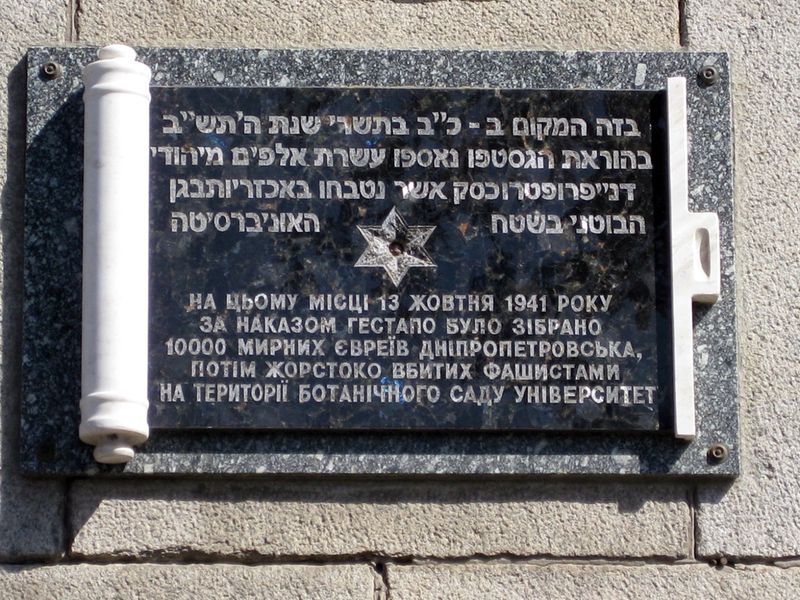 בזה המקום ב - כ"ב בתשרי שנת ה'תש"ב
בהוראת הגסטפו נאספו עשרת אלפים מיהודי
דנייפרופטרוכסק אשר נטבחו באכזריותבגן
הבוטני בשטח האוניברסיטה
НА ЦЬОМУ МІСЦІ 13 ЖОВТНЯ 1941 РОКУ
ЗА НАКАЗОМ ГЕСТАПО БУЛО ЗІБРАНО
10000 МИРНИХ ЄВРЕЇВ ДНІПРОПЕТРОВСЬКА,
ПОТІМ ЖОРСТОКО ВБИТИХ ФАШИСТАМИ
НА ТЕРИТОРІЇ БОТАНІЧНОГО САДУ УНІВЕРСИТЕТ